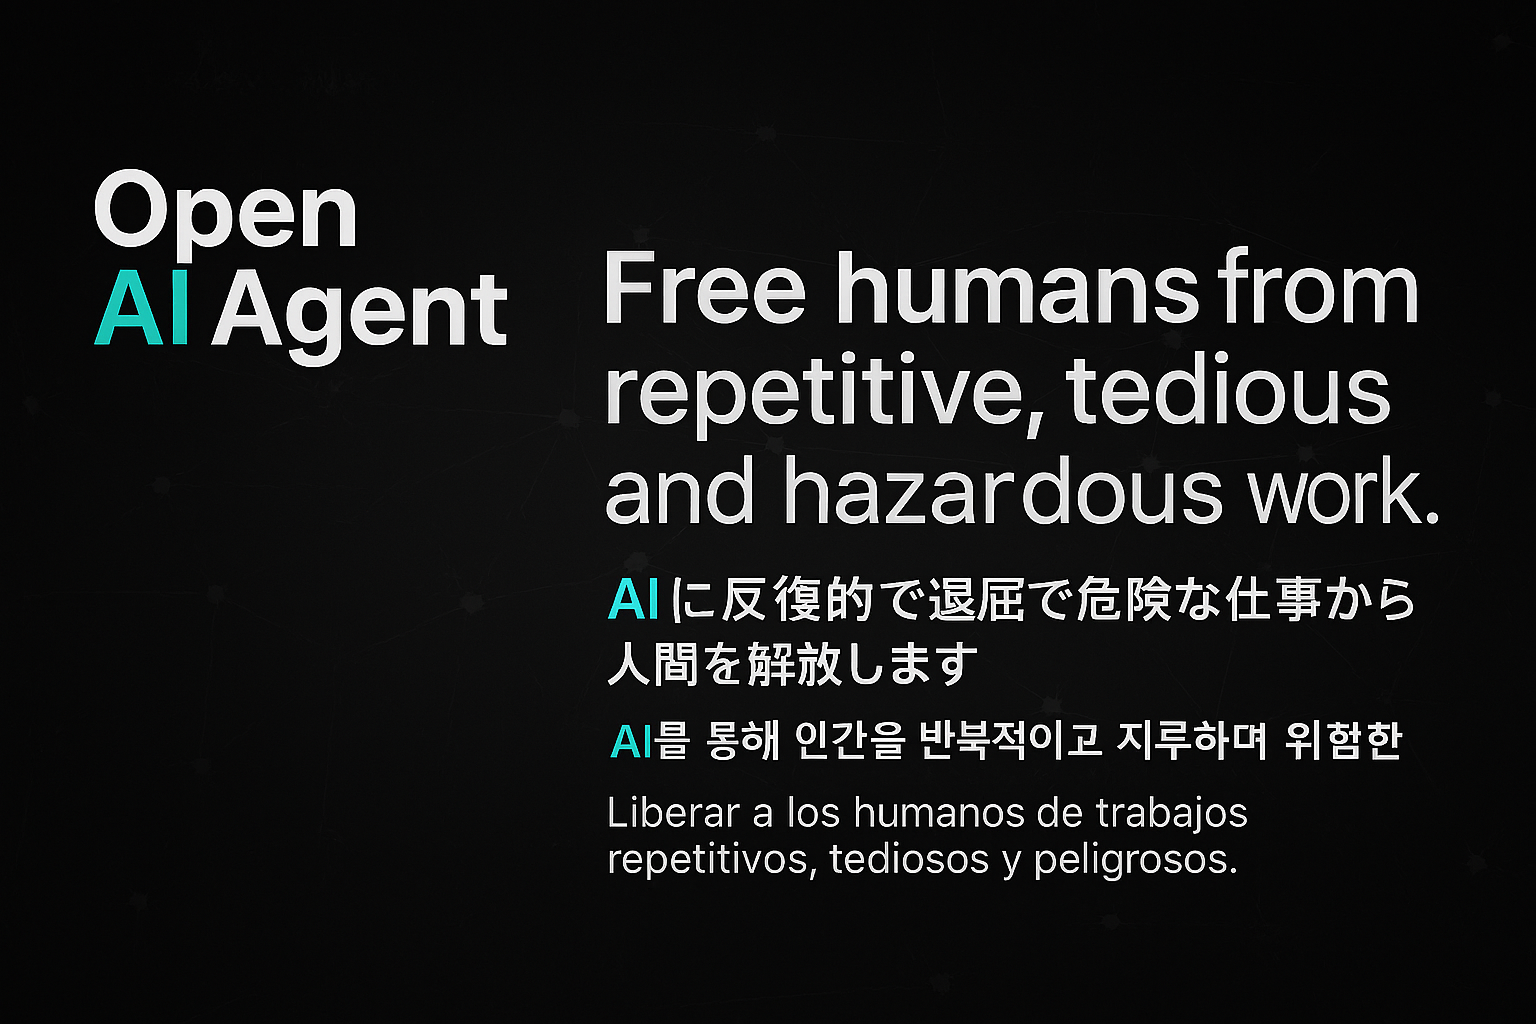 Open
AI Agent
Free humans from
repetitive, tedious
and hazardous work.
AIに反復的で退屈で危険な仕事から
人間を解放します
AI를 통해 인간을 반북적이고 지루하며 위험한
Liberar a los humanos de trabajos
repetitivos, tediosos y peligrosos.